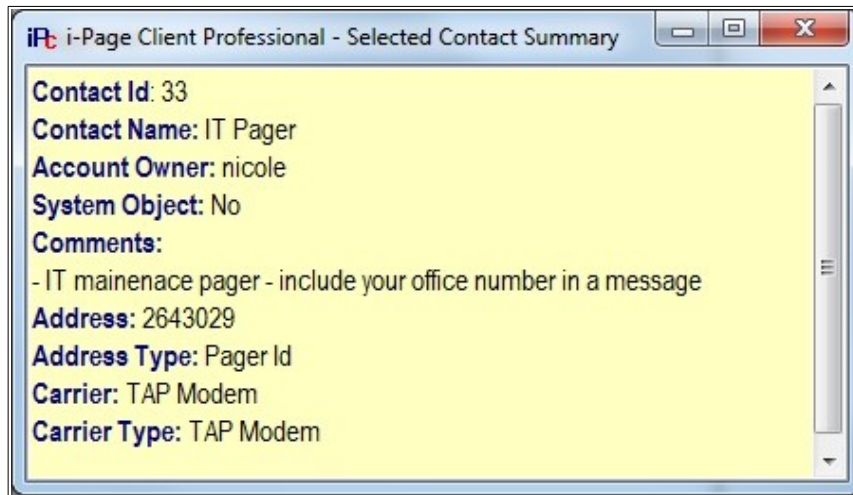 iPc i-Page Client Professional - Selected Contact Summary
Contact Id: 33
Contact Name: IT Pager
Account Owner: nicole
System Object: No
Comments:
- IT mainenace pager - include your office number in a message
Address: 2643029
Address Type: Pager Id
Carrier: TAP Modem
Carrier Type: TAP Modem